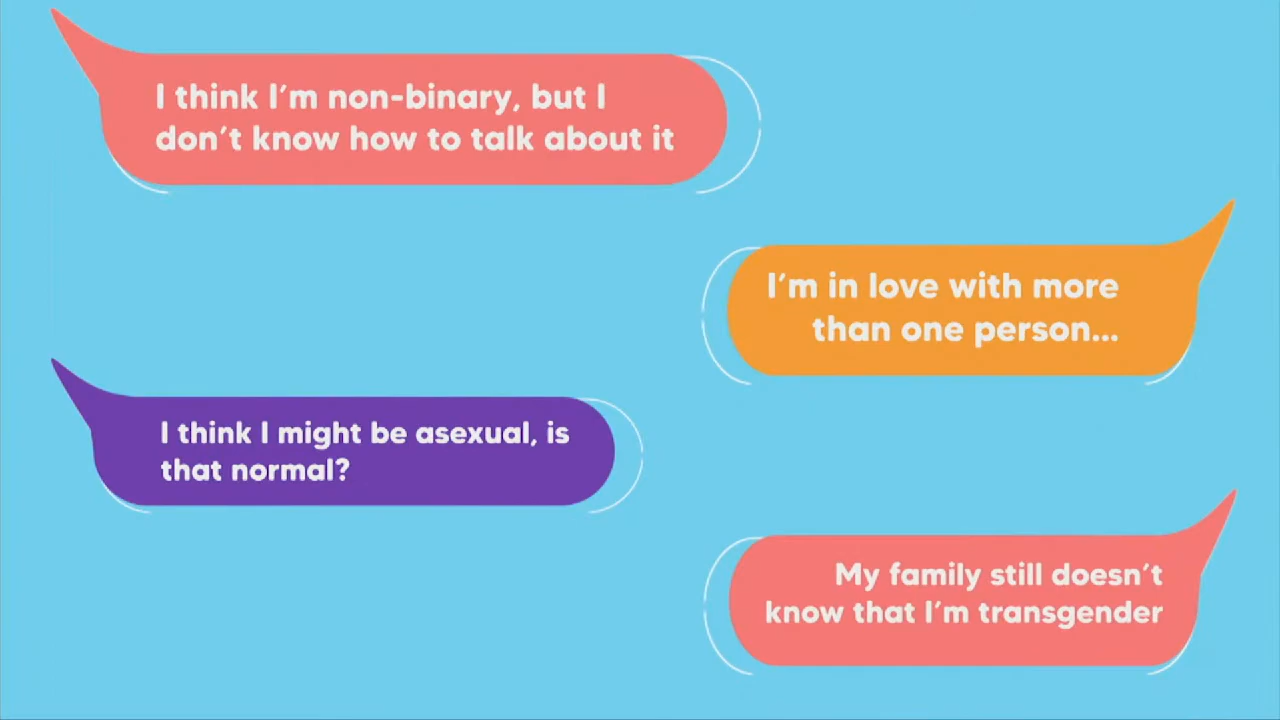 I think I'm non-binary, but I
don't know how to talk about it
I'm in love with more
than one person...
I think I might be asexual, is
that normal?
My family still doesn't
know that I'm transgender